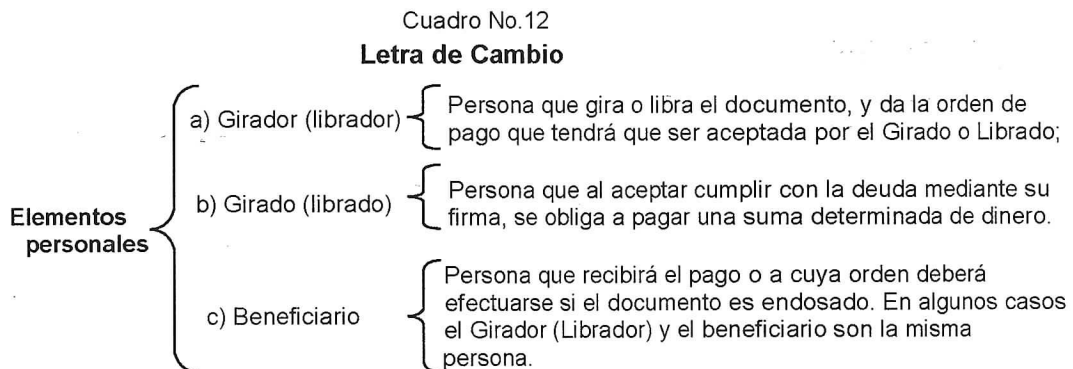 Cuadro No.12
Letra de Cambio
Elementos
personales
a) Girador (librador)
Persona que gira o libra el documento, y da la orden de
pago que tendrá que ser aceptada por el Girado o Librado;
b) Girado (librado)
Persona que al aceptar cumplir con la deuda mediante su
firma, se obliga a pagar una suma determinada de dinero.
c) Beneficiario
Persona que recibirá el pago o a cuya orden deberá
efectuarse si el documento es endosado. En algunos casos
el Girador (Librador) y el beneficiario son la misma
persona.